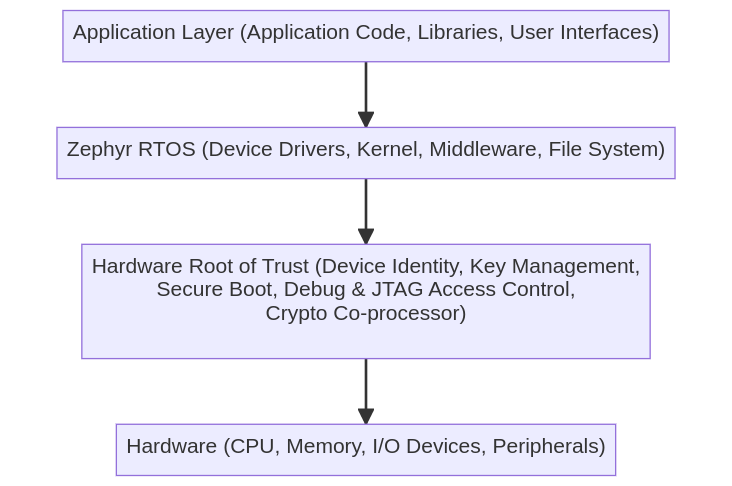 Application Layer (Application Code, Libraries, User Interfaces)
Zephyr RTOS (Device Drivers, Kernel, Middleware, File System)
Hardware Root of Trust (Device Identity, Key Management,
Secure Boot, Debug & JTAG Access Control,
Crypto Co-processor)
Hardware (CPU, Memory, I/O Devices, Peripherals)